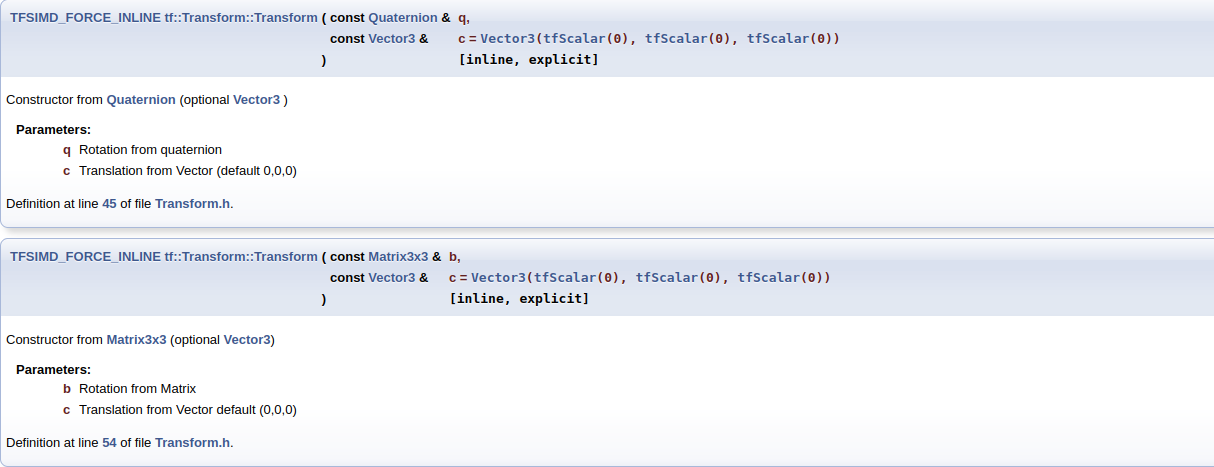 TFSIMD_FORCE_INLINE tf::Transform::Transform ( const Quaternion & q,
const Vector3 & c = Vector3(tfScalar(0), tfScalar(0), tfScalar(0))
) [inline, explicit]
Constructor from Quaternion (optional Vector3 )
Parameters:
q Rotation from quaternion
c Translation from Vector (default 0,0,0)
Definition at line 45 of file Transform.h.
TFSIMD_FORCE_INLINE tf::Transform::Transform ( const Matrix3x3 & b,
const Vector3 & c = Vector3(tfScalar(0), tfScalar(0), tfScalar(0))
) [inline, explicit]
Constructor from Matrix3x3 (optional Vector3)
Parameters:
b Rotation from Matrix
c Translation from Vector default (0,0,0)
Definition at line 54 of file Transform.h.